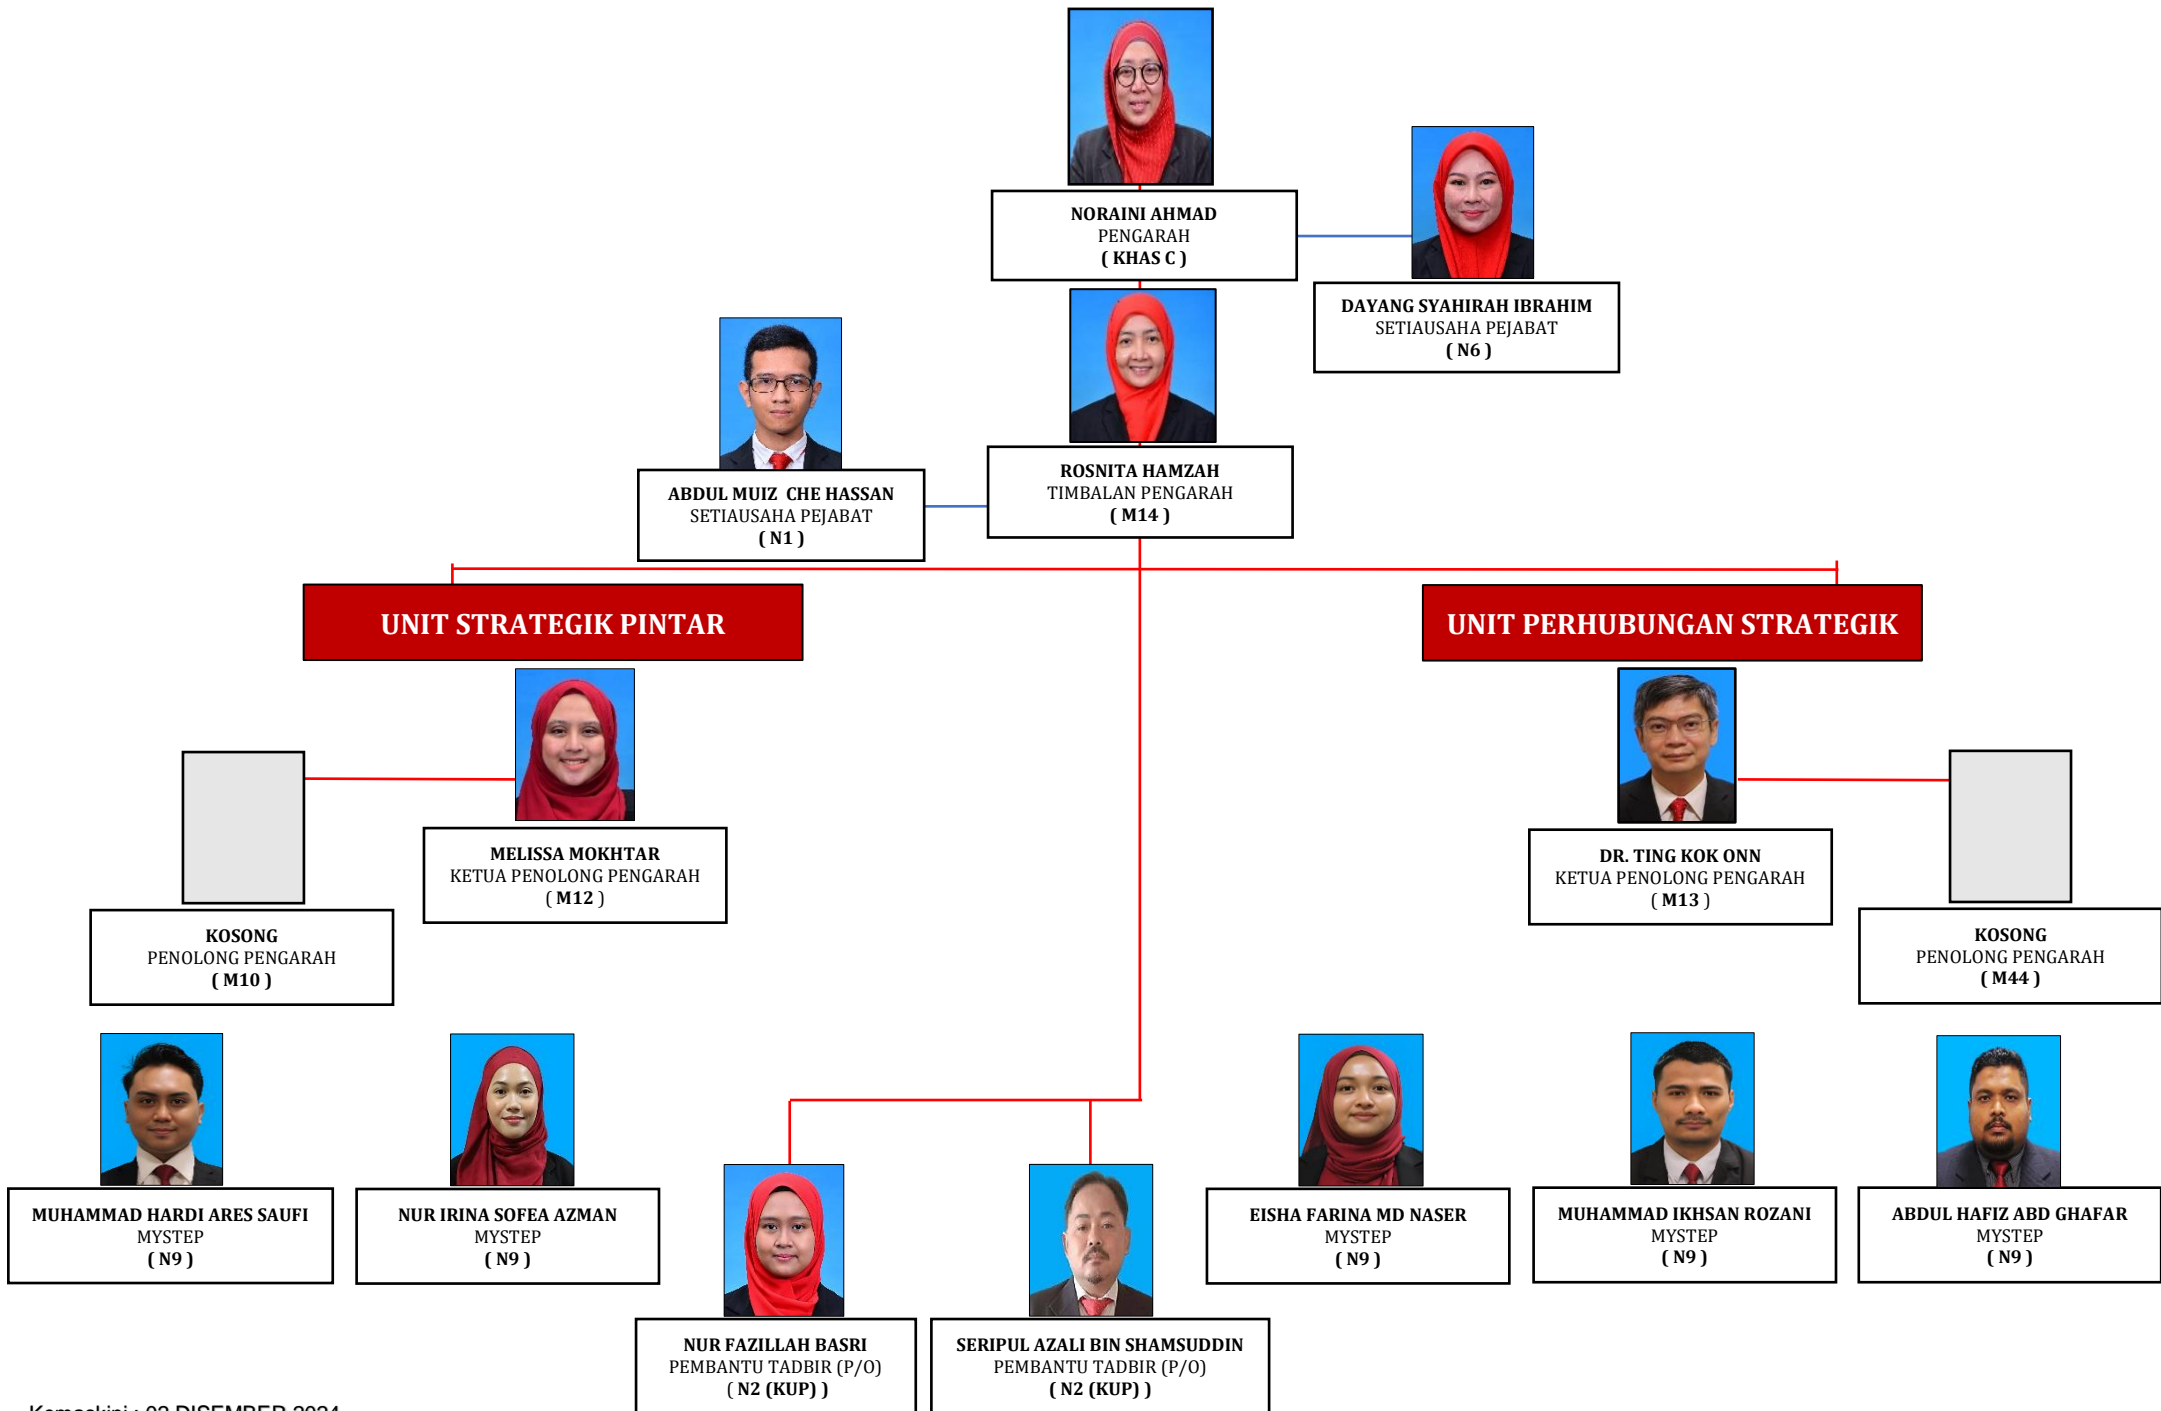 NORAINI AHMAD
PENGARAH
( KHAS C )
DAYANG SYAHIRAH IBRAHIM
SETIAUSAHA PEJABAT
( N6 )
ABDUL MUIZ CHE HASSAN
SETIAUSAHA PEJABAT
( N1 )
ROSNITA HAMZAH
TIMBALAN PENGARAH
( M14 )
UNIT STRATEGIK PINTAR
UNIT PERHUBUNGAN STRATEGIK
MELISSA MOKHTAR
KETUA PENOLONG PENGARAH
( M12 )
DR. TING KOK ONN
KETUA PENOLONG PENGARAH
( M13 )
KOSONG
PENOLONG PENGARAH
( M10 )
KOSONG
PENOLONG PENGARAH
( M44 )
MUHAMMAD HARDI ARES SAUFI
MYSTEP
( N9 )
NUR IRINA SOFEA AZMAN
MYSTEP
( N9 )
EISHA FARINA MD NASER
MYSTEP
( N9 )
MUHAMMAD IKHSAN ROZANI
MYSTEP
( N9 )
ABDUL HAFIZ ABD GHAFAR
MYSTEP
( N9 )
NUR FAZILLAH BASRI
PEMBANTU TADBIR (P/O)
( N2 (KUP) )
SERIPUL AZALI BIN SHAMSUDDIN
PEMBANTU TADBIR (P/O)
( N2 (KUP) )
Kemaskini : 02 DISEMBER 2024